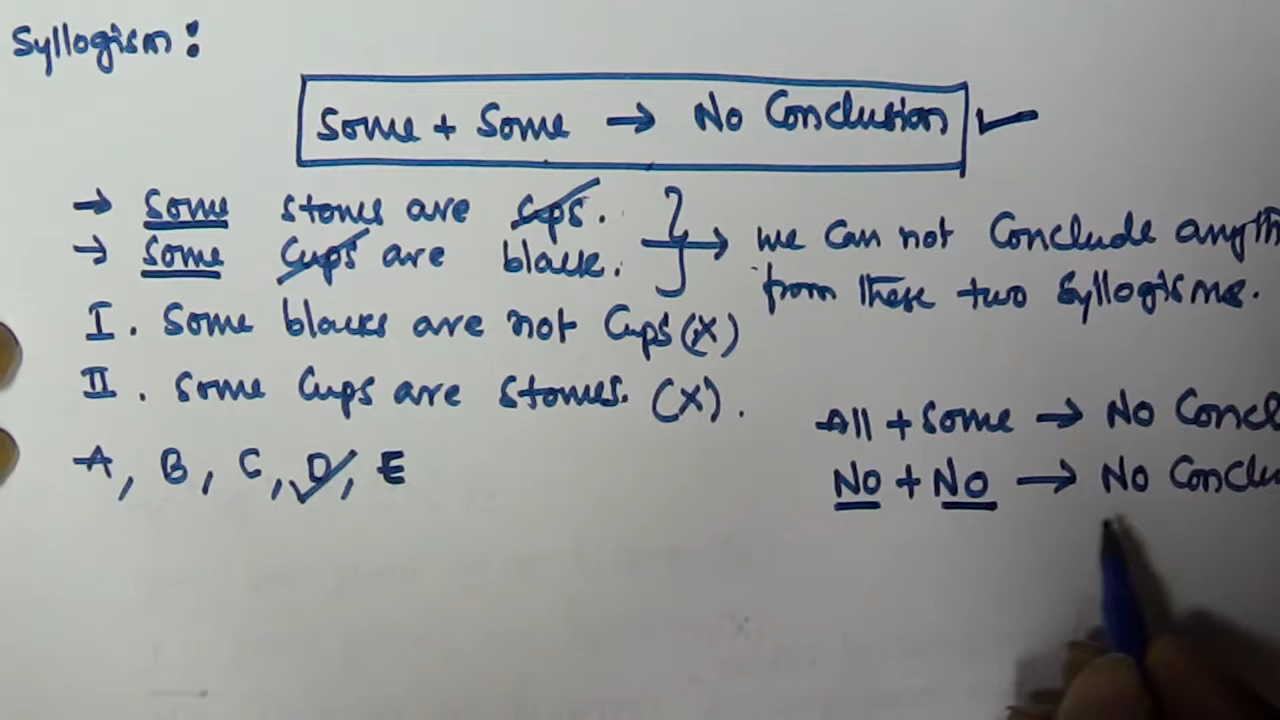 Syllogism:
Some + Some → No Conclusion ✓
→ Some stones are cups.
→ Some Cups are black.
we can not Conclude anyth
from these two Syllogisms.
I. Some blacks are not Cups (X)
II. Some Cups are Stones. (X).
All + Some → No Concl
A, B, C, D, E
No + No → No Conclu